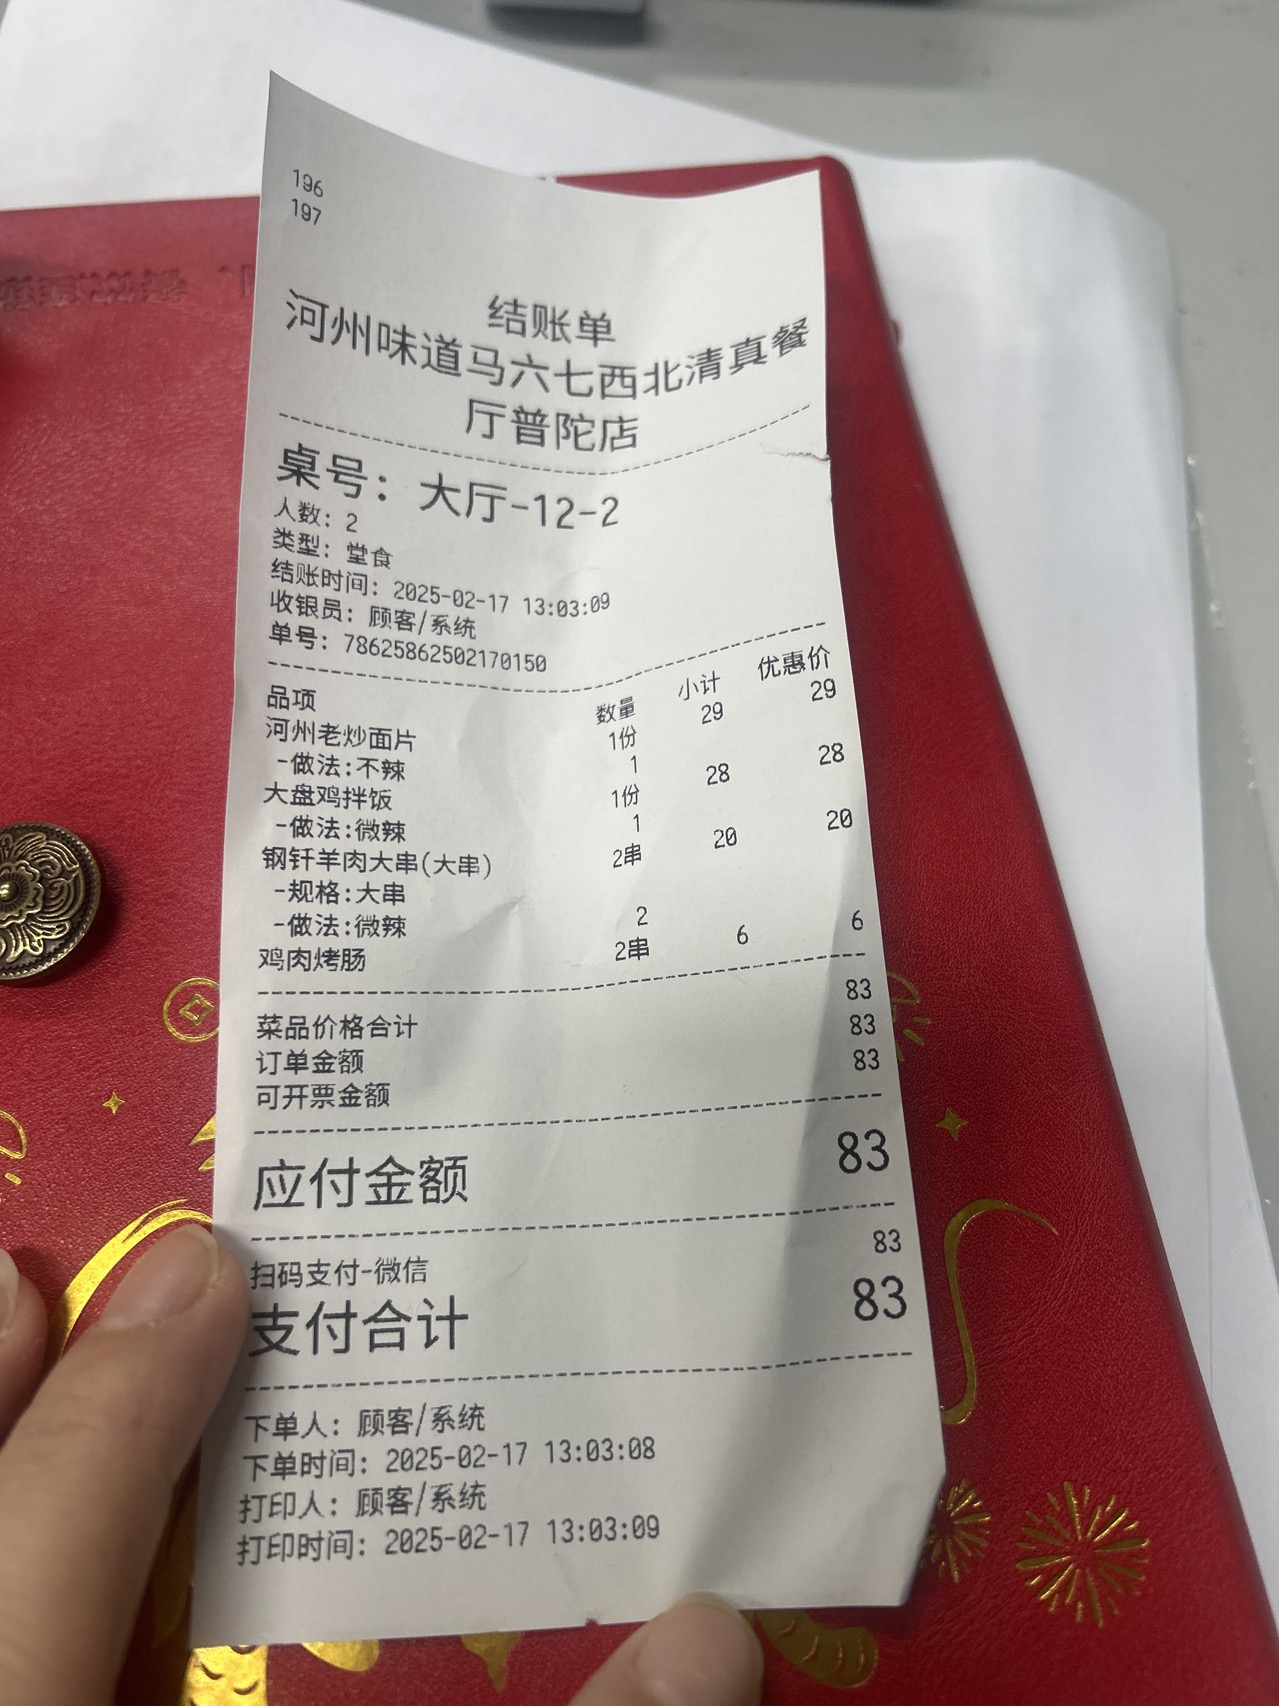 196
197
结账单
河州味道马六七西北清真餐
厅普陀店
桌号：大厅-12-2
人数：2
类型：堂食
结账时间：2025-02-17 13:03:09
收银员：顾客/系统
单号：78625862502170150
品项 数量 小计 优惠价
河州老炒面片 1份 29 29
-做法:不辣 1
大盘鸡拌饭 1份 28 28
-做法:微辣 1
钢钎羊肉大串(大串) 2串 20 20
-规格:大串
-做法:微辣 2
鸡肉烤肠 2串 6 6
菜品价格合计 83
订单金额 83
可开票金额 83
应付金额 83
扫码支付-微信 83
支付合计 83
下单人：顾客/系统
下单时间：2025-02-17 13:03:08
打印人：顾客/系统
打印时间：2025-02-17 13:03:09